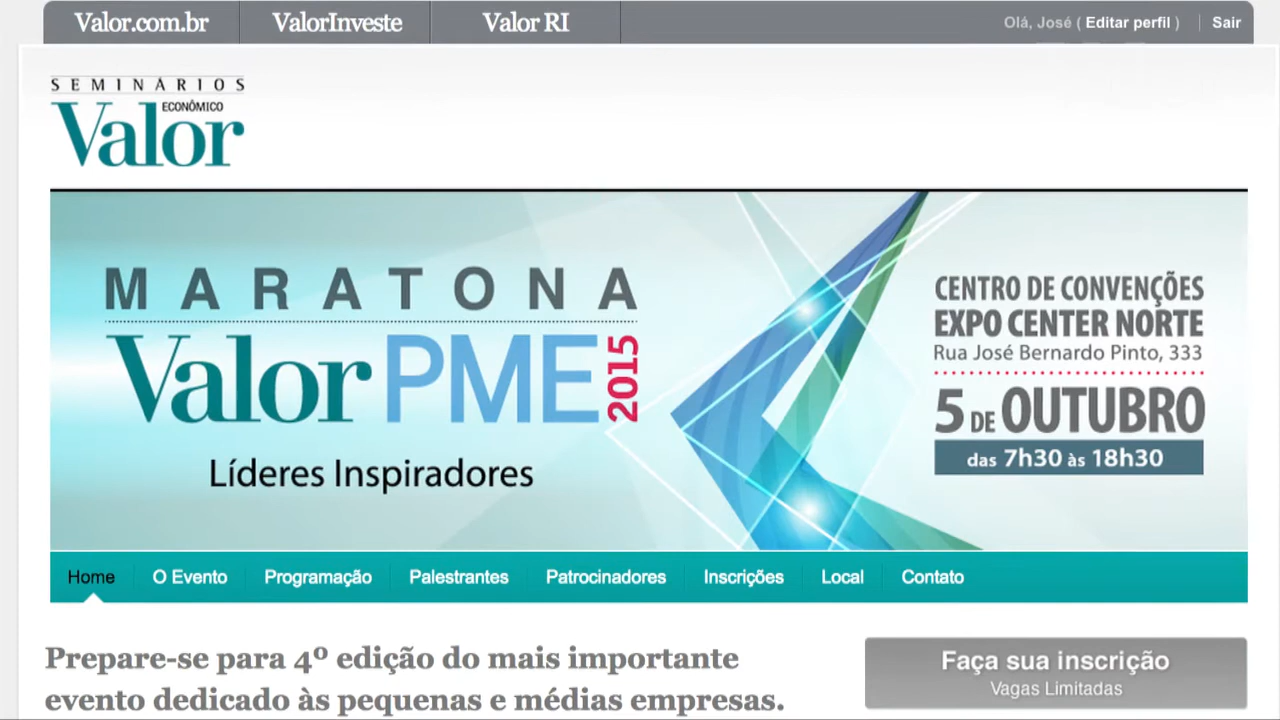 Valor.com.br
ValorInveste
Valor RI
Olá, José ( Editar perfil )
Sair
SEMINÁRIOS
ECONÔMICO
Valor
MARATONA
Valor PME 2015
Líderes Inspiradores
CENTRO DE CONVENÇÕES
EXPO CENTER NORTE
Rua José Bernardo Pinto, 333
5 DE OUTUBRO
das 7h30 às 18h30
Home
O Evento
Programação
Palestrantes
Patrocinadores
Inscrições
Local
Contato
Prepare-se para 4º edição do mais importante
evento dedicado às pequenas e médias empresas.
Faça sua inscrição
Vagas Limitadas